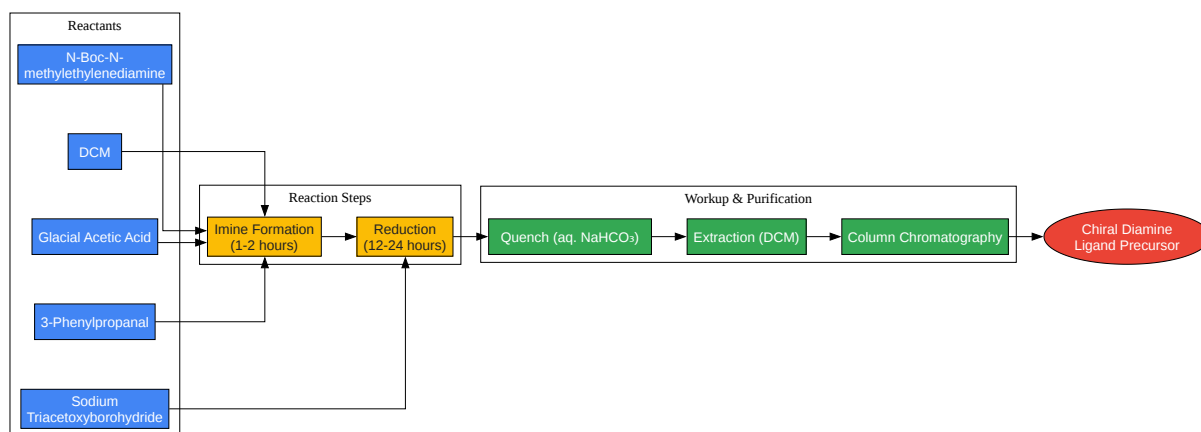 Reactants
N-Boc-N-
methylethylenediamine
DCM
Glacial Acetic Acid
3-Phenylpropanal
Sodium
Triacetoxyborohydride
Reaction Steps
Imine Formation
(1-2 hours)
Reduction
(12-24 hours)
Workup & Purification
Quench (aq. NaHCO₃)
Extraction (DCM)
Column Chromatography
Chiral Diamine
Ligand Precursor